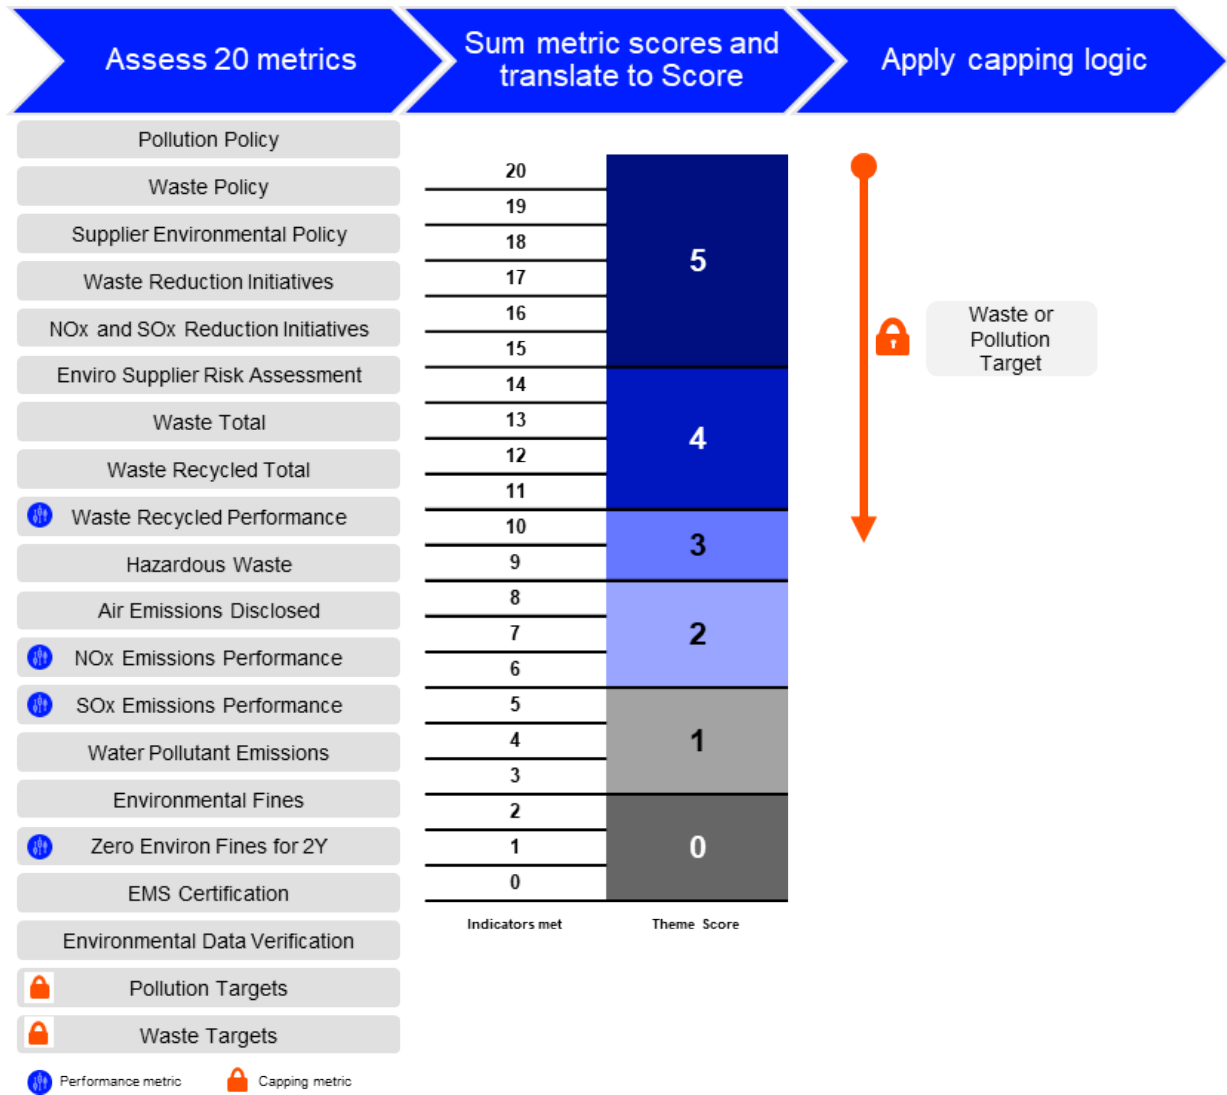 Assess 20 metrics
Sum metric scores and
translate to Score
Apply capping logic
Pollution Policy
Waste Policy
Supplier Environmental Policy
Waste Reduction Initiatives
NOx and SOx Reduction Initiatives
Enviro Supplier Risk Assessment
Waste Total
Waste Recycled Total
Waste Recycled Performance
Hazardous Waste
Air Emissions Disclosed
NOx Emissions Performance
SOx Emissions Performance
Water Pollutant Emissions
Environmental Fines
Zero Environ Fines for 2Y
EMS Certification
Environmental Data Verification
Pollution Targets
Waste Targets
Performance metric
Capping metric
20
19
18
17
16
15
14
13
12
11
10
9
8
7
6
5
4
3
2
1
0
Indicators met
5
4
3
2
1
0
Theme Score
Waste or
Pollution
Target